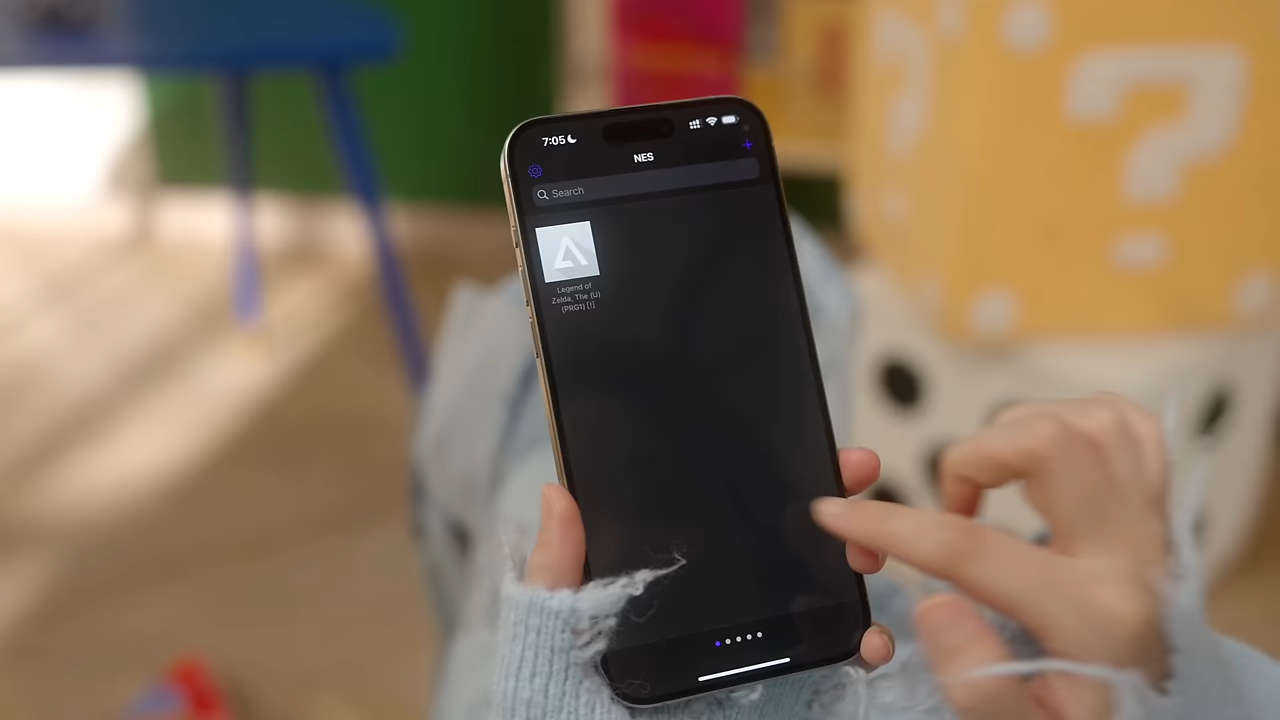 7:05
NES
Search
Legend of
Zelda, The (U)
(PRG1) [!]
?
?